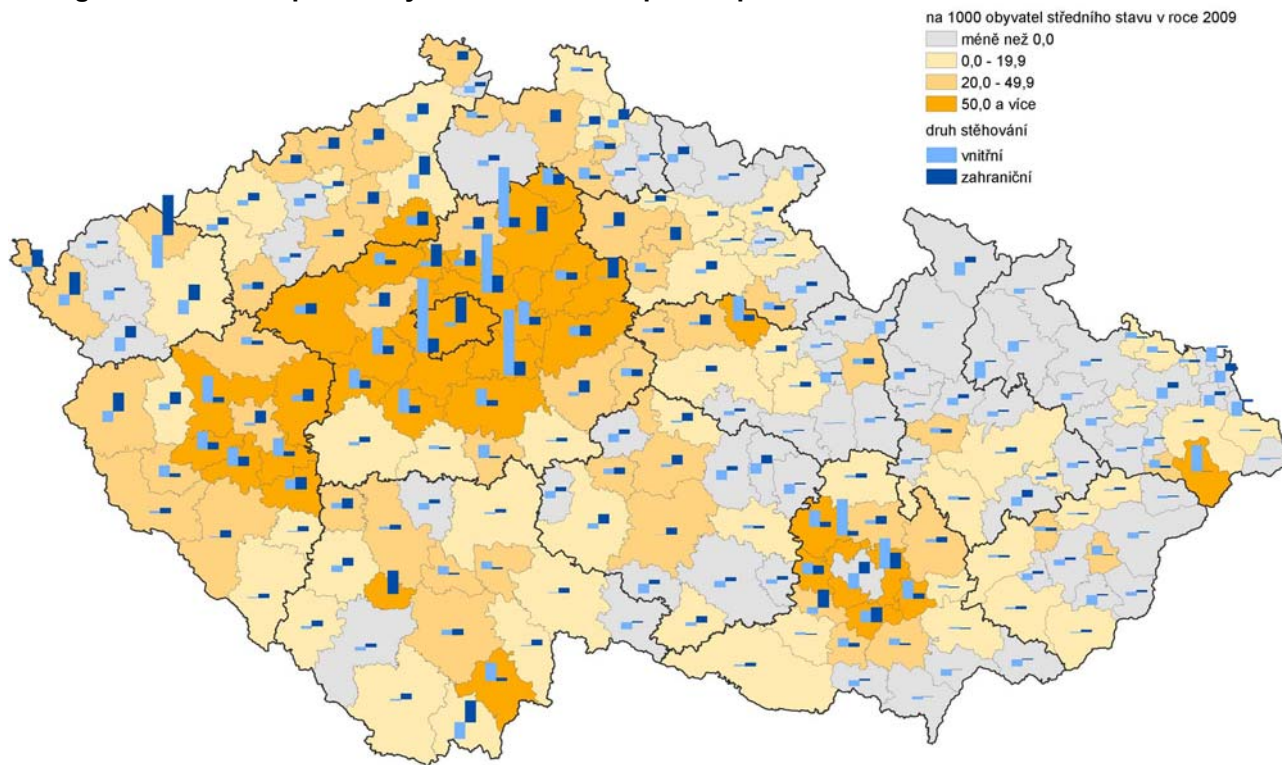 na 1000 obyvatel středního stavu v roce 2009
méně než 0,0
0,0 - 19,9
20,0 - 49,9
50,0 a více
druh stěhování
vnitřní
zahraniční